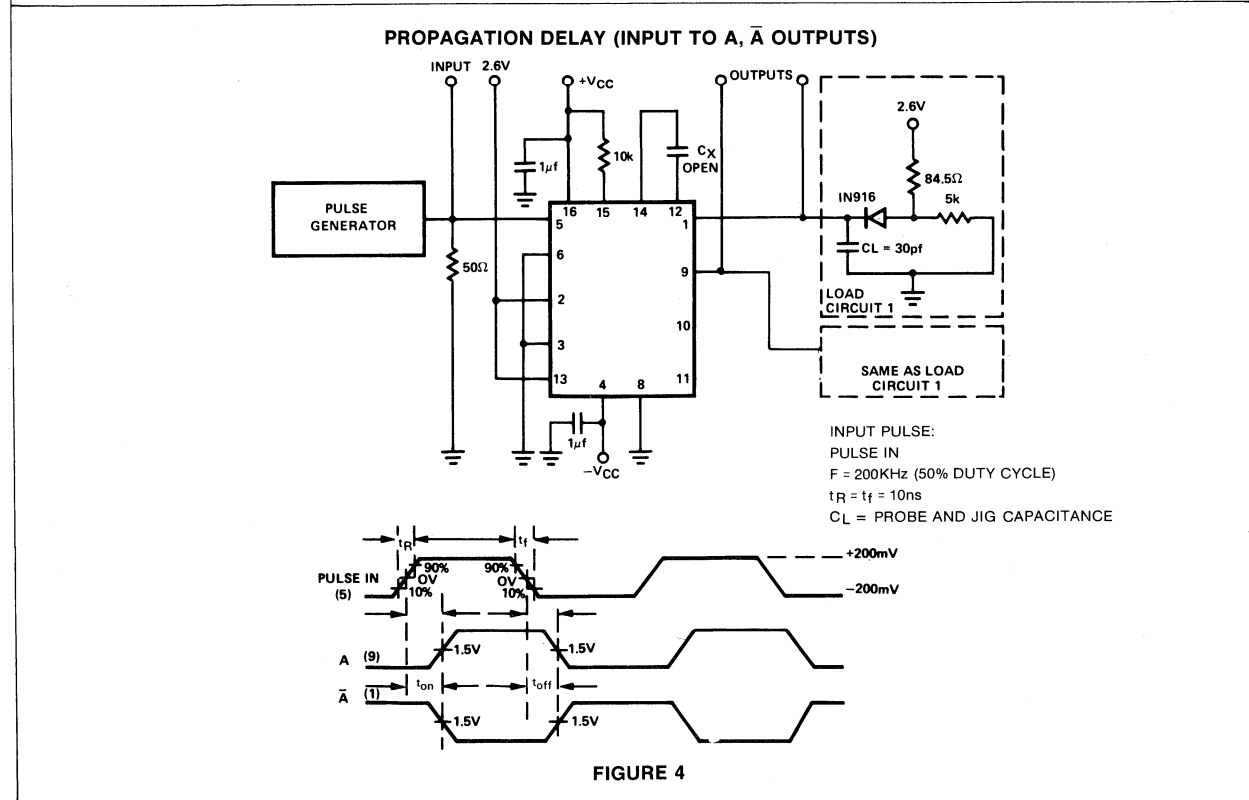 PROPAGATION DELAY (INPUT TO A, A̅ OUTPUTS)
INPUT 2.6V
+VCC
OUTPUTS
2.6V
1µf
10k
CX
OPEN
84.5Ω
IN916
5k
PULSE
GENERATOR
16 15 14 12
5
1
50Ω
6
CL = 30pf
9
2
LOAD
CIRCUIT 1
10
3
SAME AS LOAD
CIRCUIT 1
13
4 8
11
1µf
−VCC
INPUT PULSE:
PULSE IN
F = 200KHz (50% DUTY CYCLE)
tR = tf = 10ns
CL = PROBE AND JIG CAPACITANCE
tR
tf
+200mV
90%
90%
PULSE IN
(5)
OV
OV
10%
10%
−200mV
1.5V
1.5V
A (9)
ton
toff
A̅ (1)
1.5V
1.5V
FIGURE 4